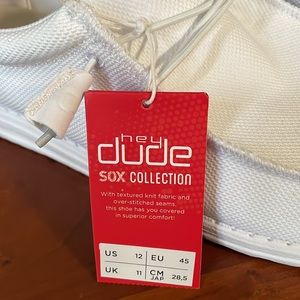 hey
dude
SOX COLLECTION
With textured knit fabric and
over-stitched seams,
this shoe has you covered
in superior comfort!
US 12 EU 45
UK 11 CM JAP 28,5